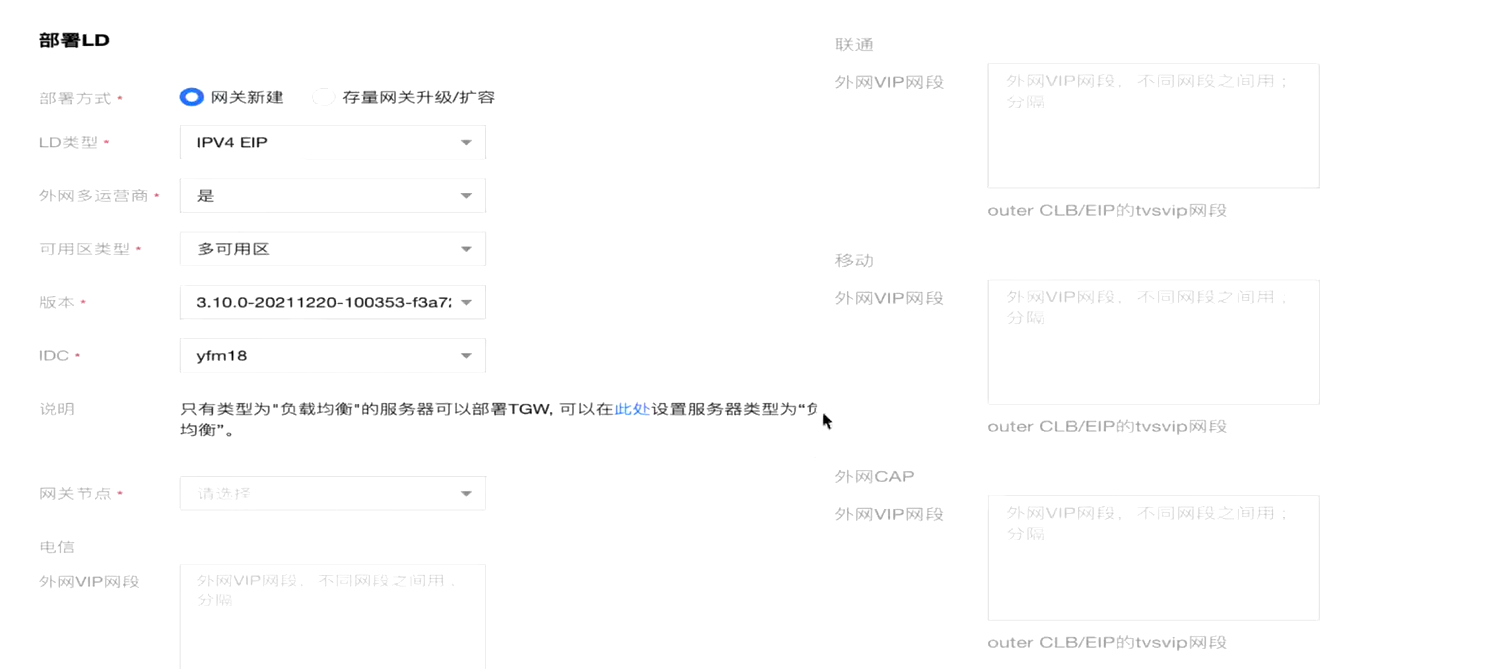 部署LD
部署方式 *
网关新建
存量网关升级/扩容
LD类型 *
IPV4 EIP
外网多运营商 *
是
可用区类型 *
多可用区
版本 *
3.10.0-20211220-100353-f3a7
IDC *
yfm18
说明
只有类型为"负载均衡"的服务器可以部署TGW, 可以在此处设置服务器类型为“负
均衡”。
网关节点 *
请选择
电信
外网VIP网段
外网VIP网段, 不同网段之间用 ;
分隔
联通
外网VIP网段
外网VIP网段, 不同网段之间用 ;
分隔
outer CLB/EIP的tvsvip网段
移动
外网VIP网段
外网VIP网段, 不同网段之间用 ;
分隔
outer CLB/EIP的tvsvip网段
外网CAP
外网VIP网段
外网VIP网段, 不同网段之间用 ;
分隔
outer CLB/EIP的tvsvip网段